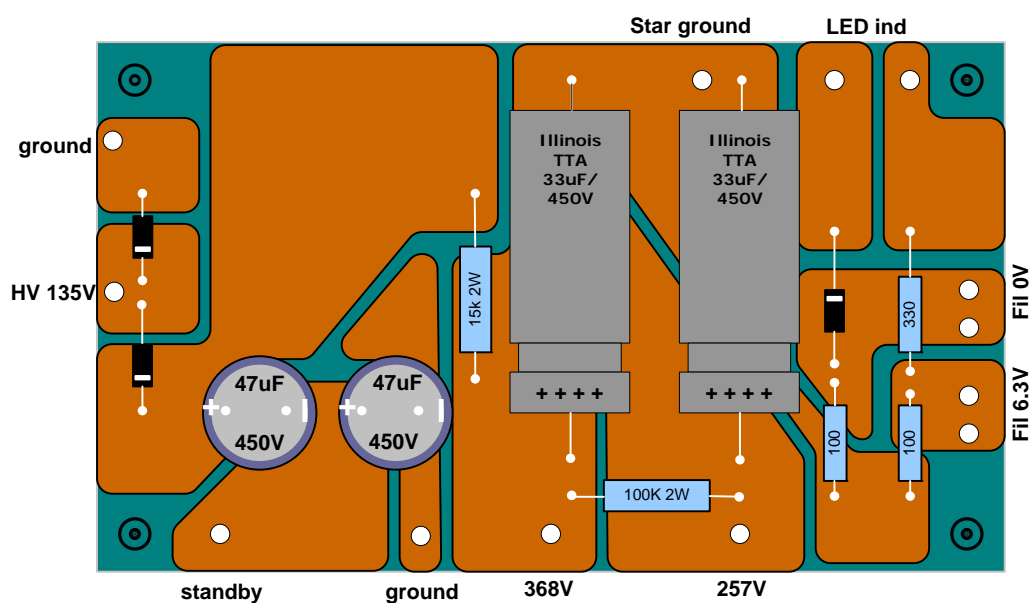 Star ground
LED ind
ground
HV 135V
Illinois
TTA
33uF/
450V
Illinois
TTA
33uF/
450V
15k 2W
330
Fil 0V
Fil 6.3V
47uF
+
450V
47uF
+
450V
+ + + +
+ + + +
100
100
100K 2W
standby
ground
368V
257V